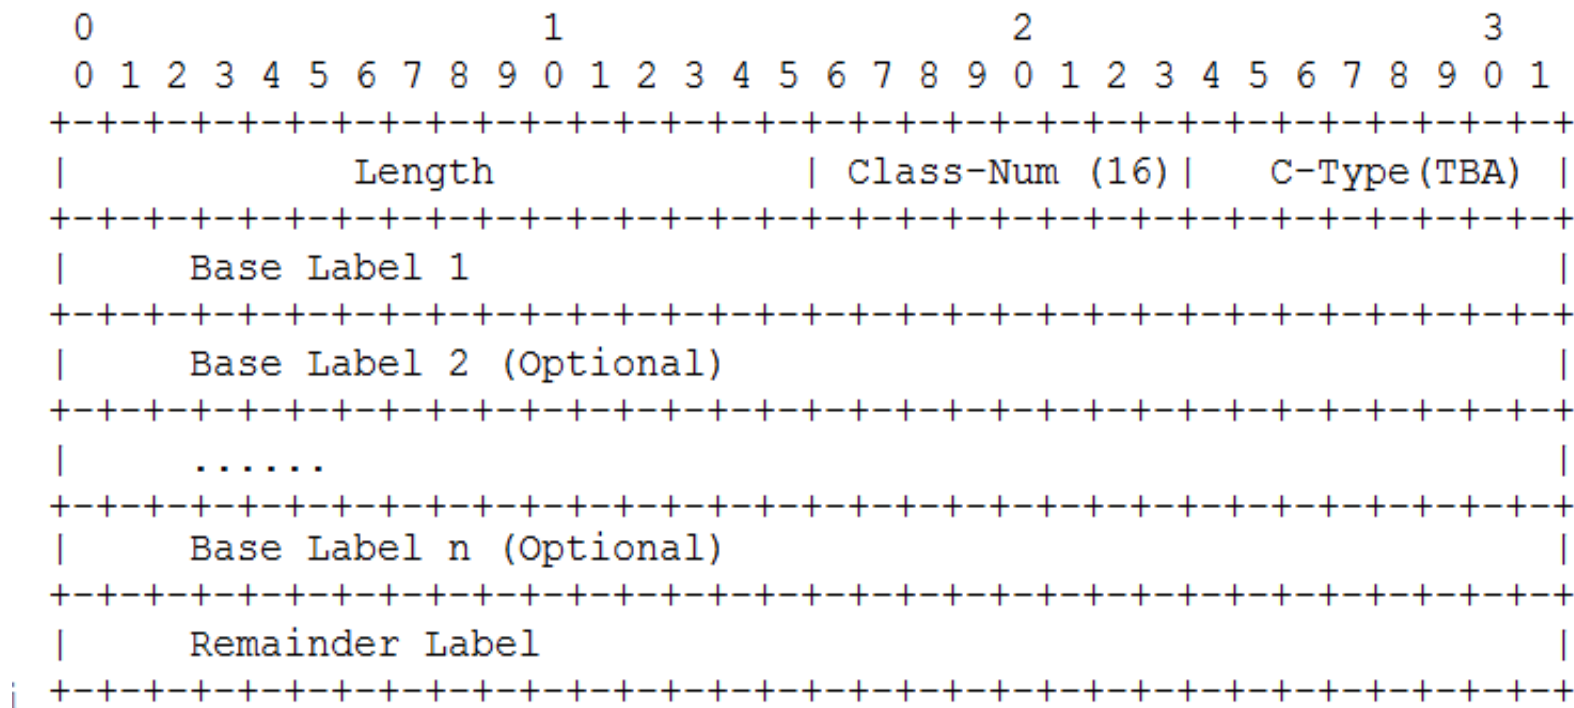 0                   1                   2                   3
 0 1 2 3 4 5 6 7 8 9 0 1 2 3 4 5 6 7 8 9 0 1 2 3 4 5 6 7 8 9 0 1
+-+-+-+-+-+-+-+-+-+-+-+-+-+-+-+-+-+-+-+-+-+-+-+-+-+-+-+-+-+-+-+-+
|            Length             | Class-Num (16)|   C-Type(TBA) |
+-+-+-+-+-+-+-+-+-+-+-+-+-+-+-+-+-+-+-+-+-+-+-+-+-+-+-+-+-+-+-+-+
|     Base Label 1                                              |
+-+-+-+-+-+-+-+-+-+-+-+-+-+-+-+-+-+-+-+-+-+-+-+-+-+-+-+-+-+-+-+-+
|     Base Label 2 (Optional)                                   |
+-+-+-+-+-+-+-+-+-+-+-+-+-+-+-+-+-+-+-+-+-+-+-+-+-+-+-+-+-+-+-+-+
|     ......                                                    |
+-+-+-+-+-+-+-+-+-+-+-+-+-+-+-+-+-+-+-+-+-+-+-+-+-+-+-+-+-+-+-+-+
|     Base Label n (Optional)                                   |
+-+-+-+-+-+-+-+-+-+-+-+-+-+-+-+-+-+-+-+-+-+-+-+-+-+-+-+-+-+-+-+-+
|     Remainder Label                                           |
+-+-+-+-+-+-+-+-+-+-+-+-+-+-+-+-+-+-+-+-+-+-+-+-+-+-+-+-+-+-+-+-+